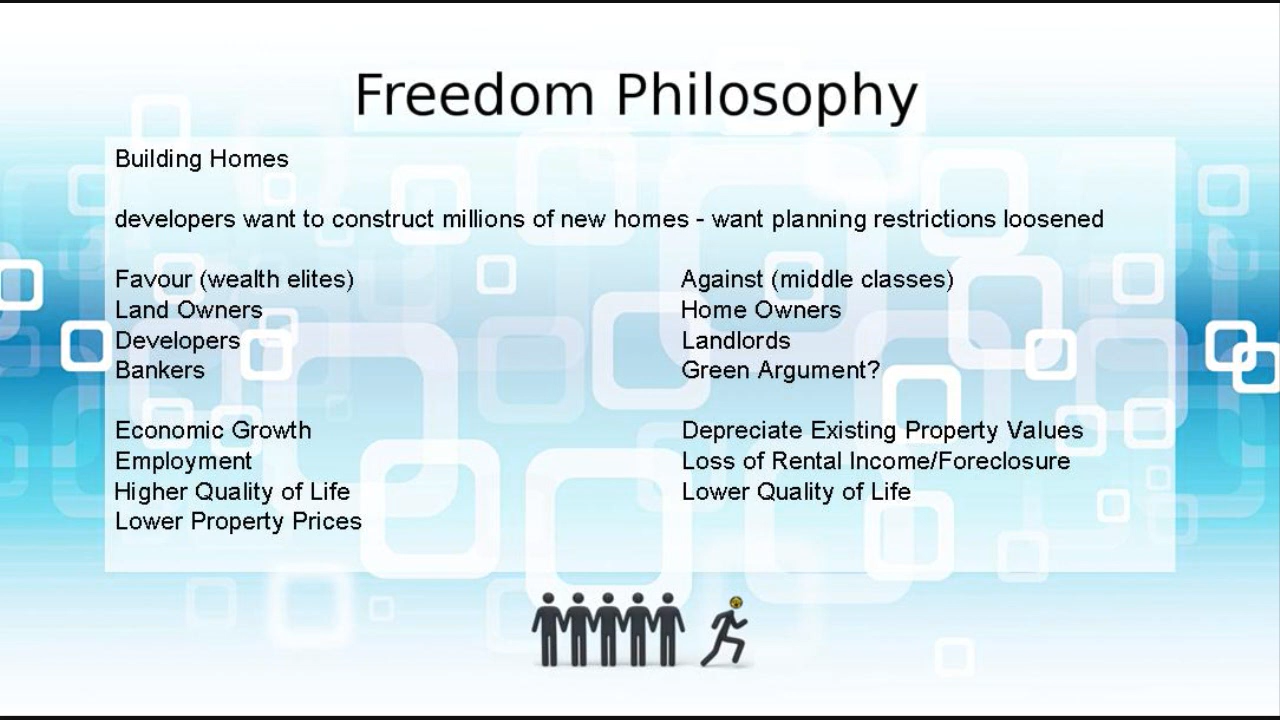 Freedom Philosophy
Building Homes
developers want to construct millions of new homes - want planning restrictions loosened
Favour (wealth elites)
Land Owners
Developers
Bankers
Against (middle classes)
Home Owners
Landlords
Green Argument?
Economic Growth
Employment
Higher Quality of Life
Lower Property Prices
Depreciate Existing Property Values
Loss of Rental Income/Foreclosure
Lower Quality of Life